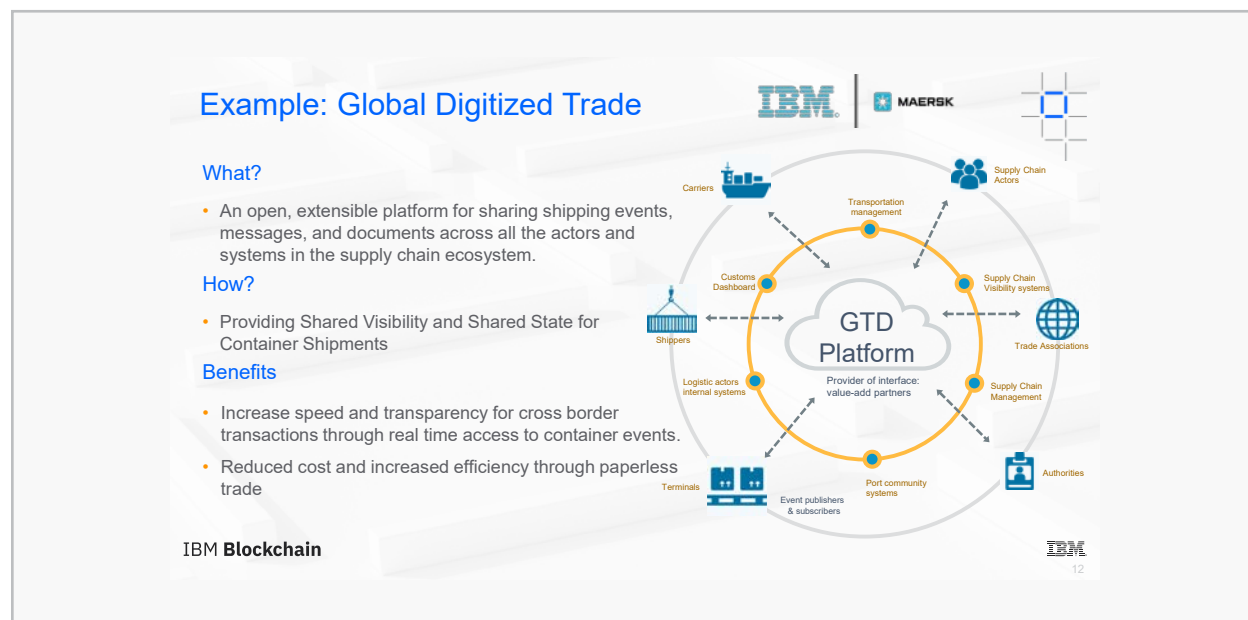 Example: Global Digitized Trade
IBM
MAERSK
What?
• An open, extensible platform for sharing shipping events,
messages, and documents across all the actors and
systems in the supply chain ecosystem.
How?
• Providing Shared Visibility and Shared State for
Container Shipments
Benefits
• Increase speed and transparency for cross border
transactions through real time access to container events.
• Reduced cost and increased efficiency through paperless
trade
Carriers
Supply Chain
Actors
Transportation
management
Customs
Dashboard
Supply Chain
Visibility systems
Shippers
GTD
Platform
Trade Associations
Provider of interface:
value-add partners
Logistic actors
internal systems
Supply Chain
Management
Terminals
Event publishers
& subscribers
Port community
systems
Authorities
IBM Blockchain
IBM
12